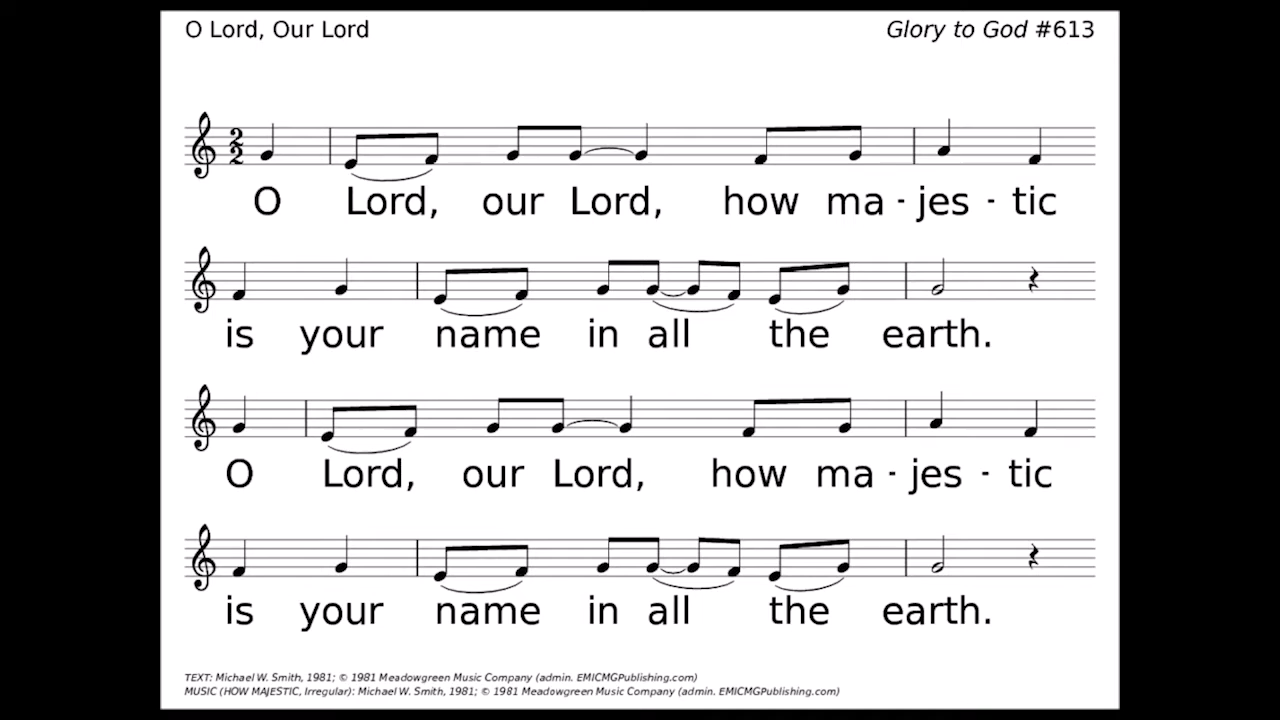 O Lord, Our Lord
Glory to God #613
O Lord, our Lord, how ma - jes - tic
is your name in all the earth.
O Lord, our Lord, how ma - jes - tic
is your name in all the earth.
TEXT: Michael W. Smith, 1981; © 1981 Meadowgreen Music Company (admin. EMICMGPublishing.com)
MUSIC (HOW MAJESTIC, Irregular): Michael W. Smith, 1981; © 1981 Meadowgreen Music Company (admin. EMICMGPublishing.com)